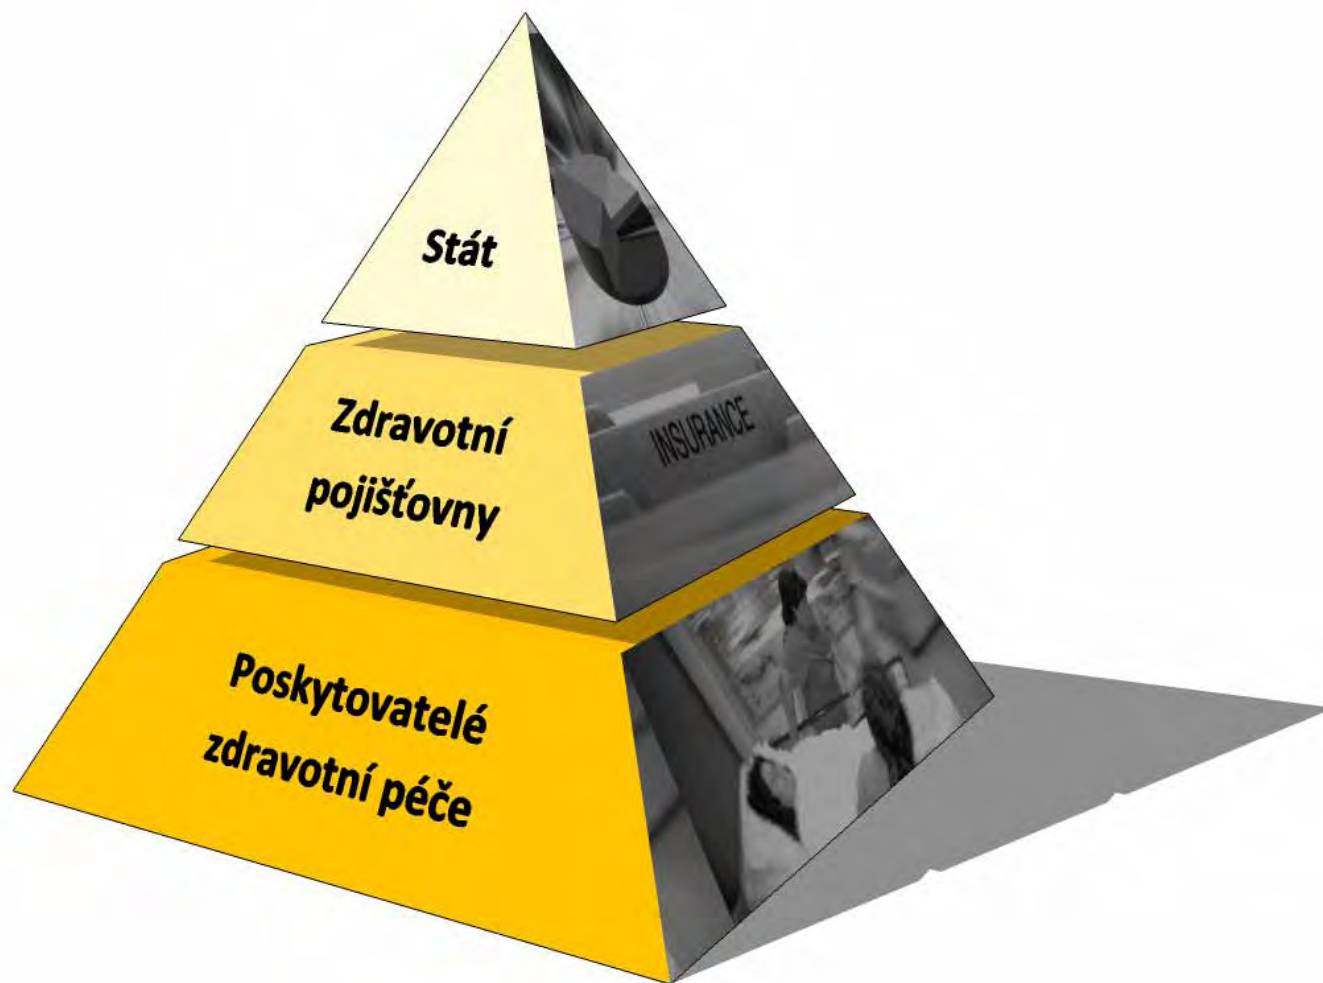 Stát
Zdravotní
pojišťovny
INSURANCE
Poskytovatelé
zdravotní péče